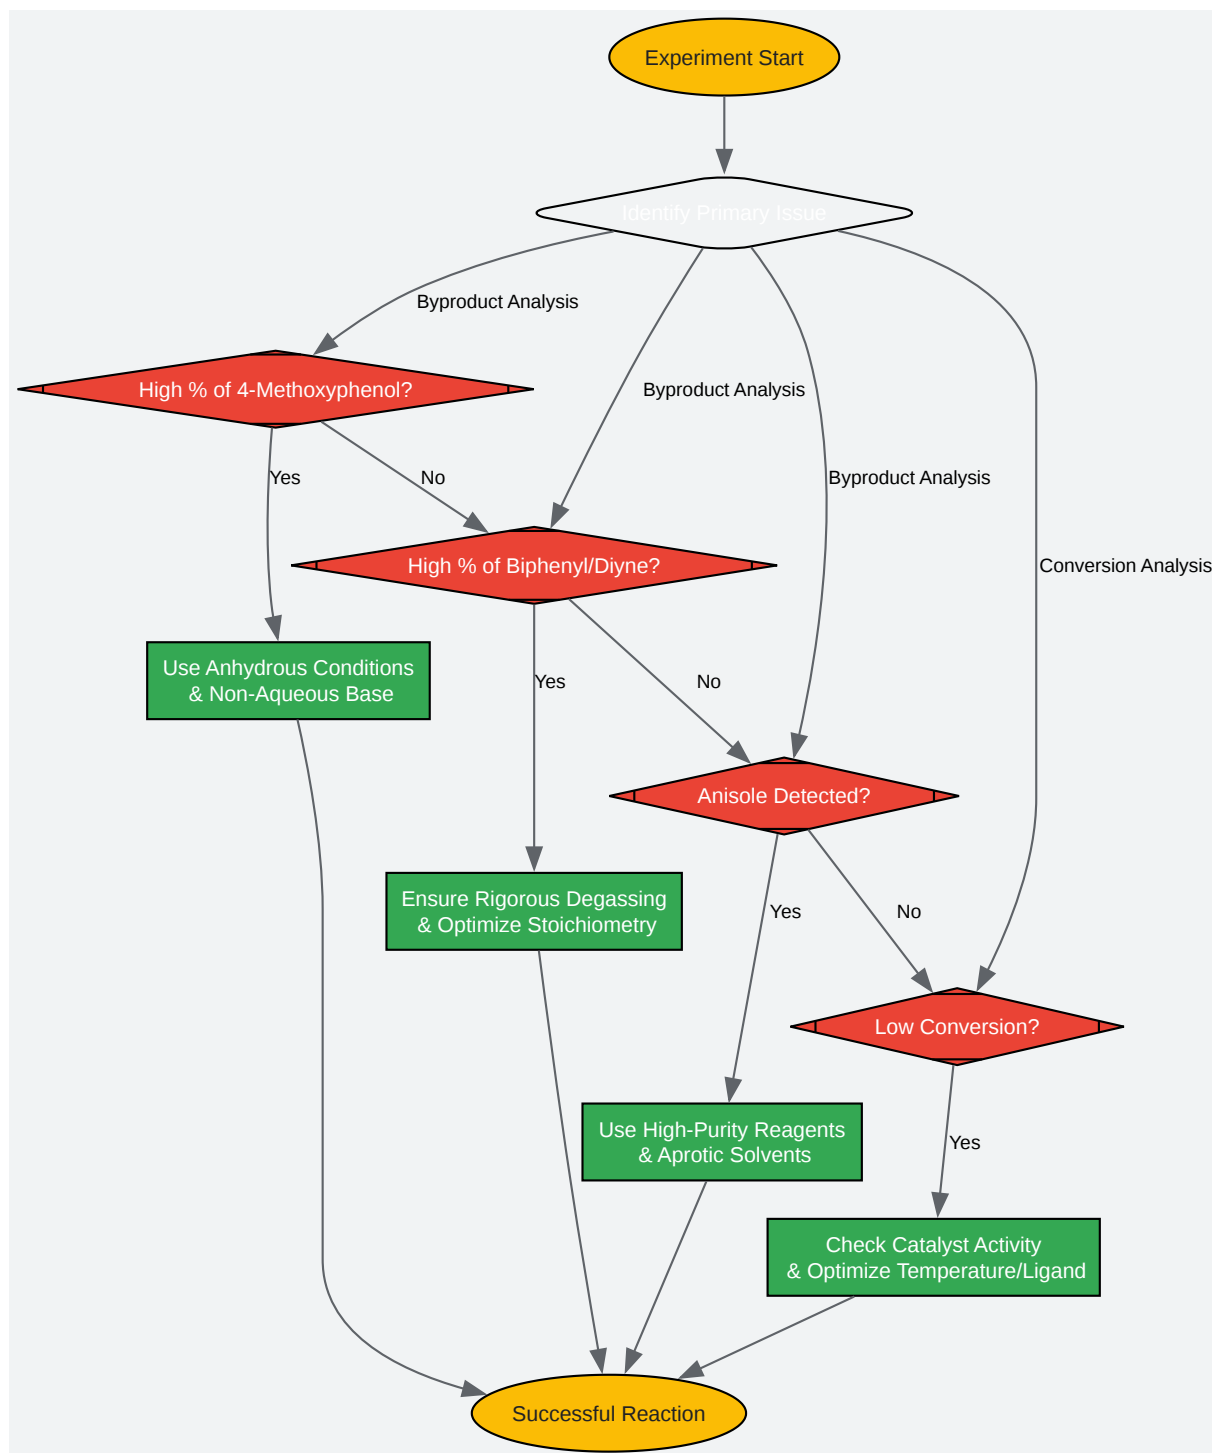 Experiment Start
Identify Primary Issue
Byproduct Analysis
High % of 4-Methoxyphenol?
Byproduct Analysis
Yes
No
Byproduct Analysis
High % of Biphenyl/Diyne?
Conversion Analysis
Use Anhydrous Conditions
& Non-Aqueous Base
Yes
No
Anisole Detected?
Ensure Rigorous Degassing
& Optimize Stoichiometry
Yes
No
Low Conversion?
Use High-Purity Reagents
& Aprotic Solvents
Yes
Check Catalyst Activity
& Optimize Temperature/Ligand
Successful Reaction